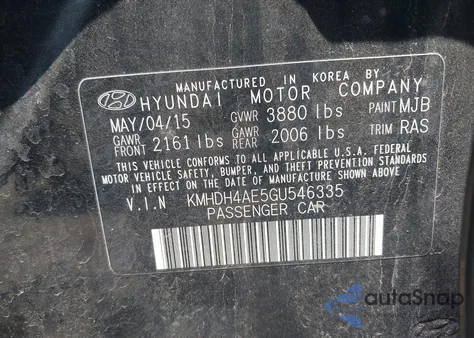 MANUFACTURED IN KOREA BY
HYUNDAI MOTOR COMPANY
MAY/04/15 GVWR 3880 lbs PAINT MJB
GAWR FRONT 2161 lbs GAWR REAR 2006 lbs TRIM RAS
THIS VEHICLE CONFORMS TO ALL APPLICABLE U.S.A. FEDERAL
MOTOR VEHICLE SAFETY, BUMPER, AND THEFT PREVENTION STANDARDS
IN EFFECT ON THE DATE OF MANUFACTURE SHOWN ABOVE.
V.I.N KMHDH4AE5GU546335
PASSENGER CAR
autoSnap